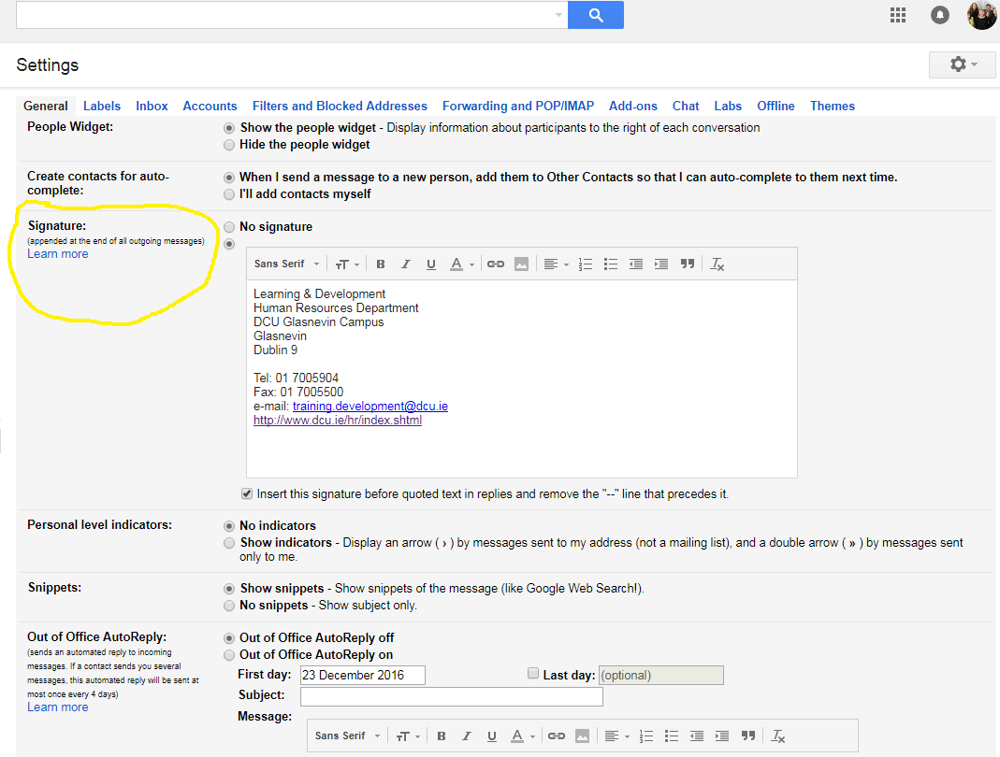 Settings
General Labels Inbox Accounts Filters and Blocked Addresses Forwarding and POP/IMAP Add-ons Chat Labs Offline Themes
People Widget:
Show the people widget - Display information about participants to the right of each conversation
Hide the people widget
Create contacts for auto-
complete:
When I send a message to a new person, add them to Other Contacts so that I can auto-complete to them next time.
I'll add contacts myself
Signature:
(appended at the end of all outgoing messages)
Learn more
No signature
Sans Serif TT B I U A Tx
Learning & Development
Human Resources Department
DCU Glasnevin Campus
Glasnevin
Dublin 9
Tel: 01 7005904
Fax: 01 7005500
e-mail: training.development@dcu.ie
http://www.dcu.ie/hr/index.shtml
Insert this signature before quoted text in replies and remove the "--" line that precedes it.
Personal level indicators:
No indicators
Show indicators - Display an arrow ( › ) by messages sent to my address (not a mailing list), and a double arrow ( » ) by messages sent
only to me.
Snippets:
Show snippets - Show snippets of the message (like Google Web Search!).
No snippets - Show subject only.
Out of Office AutoReply:
(sends an automated reply to incoming
messages. If a contact sends you several
messages, this automated reply will be sent at
most once every 4 days)
Learn more
Out of Office AutoReply off
Out of Office AutoReply on
First day: 23 December 2016 Last day: (optional)
Subject:
Message:
Sans Serif TT B I U A Tx